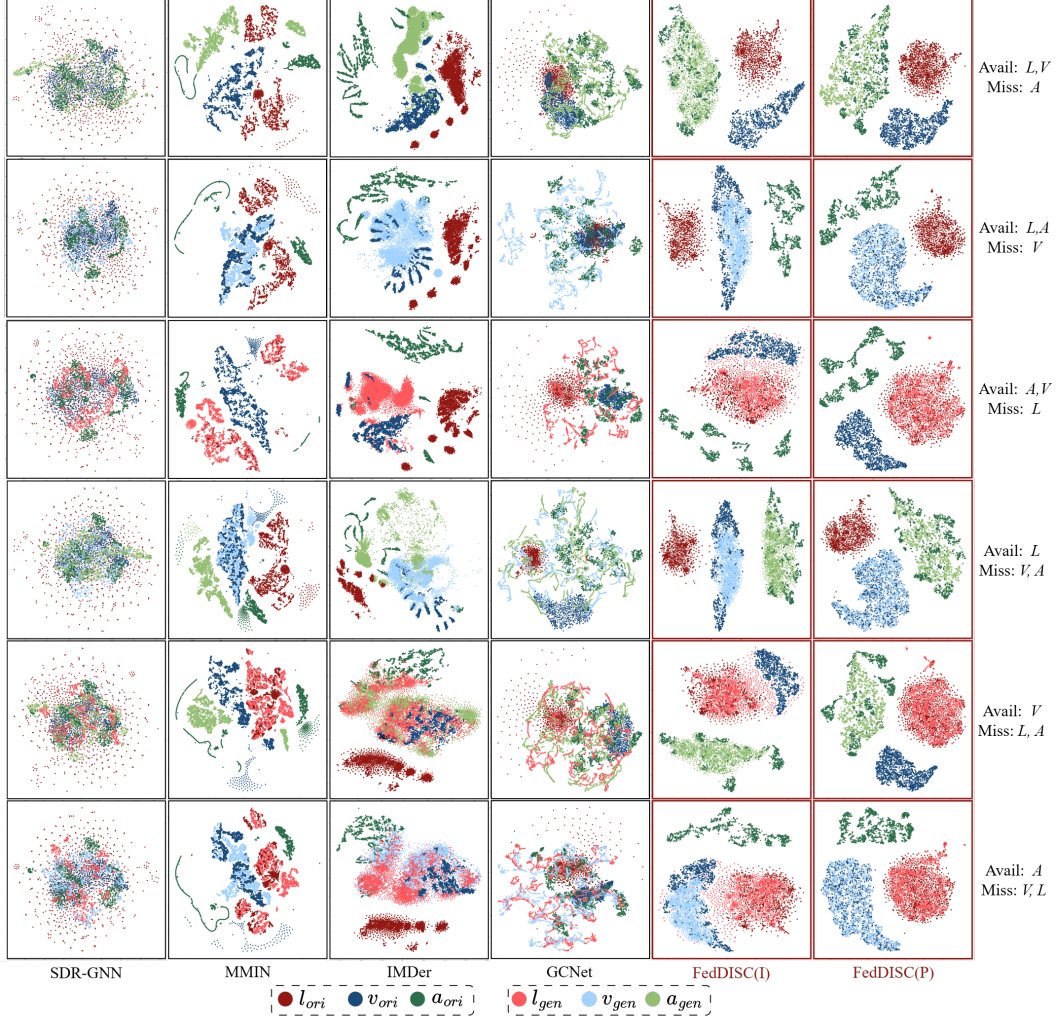 Avail: L,V
Miss: A
Avail: L,A
Miss: V
Avail: A,V
Miss: L
Avail: L
Miss: V, A
Avail: V
Miss: L, A
Avail: A
Miss: V, L
SDR-GNN MMIN IMDer GCNet FedDISC(I) FedDISC(P)
l_ori v_ori a_ori l_gen v_gen a_gen